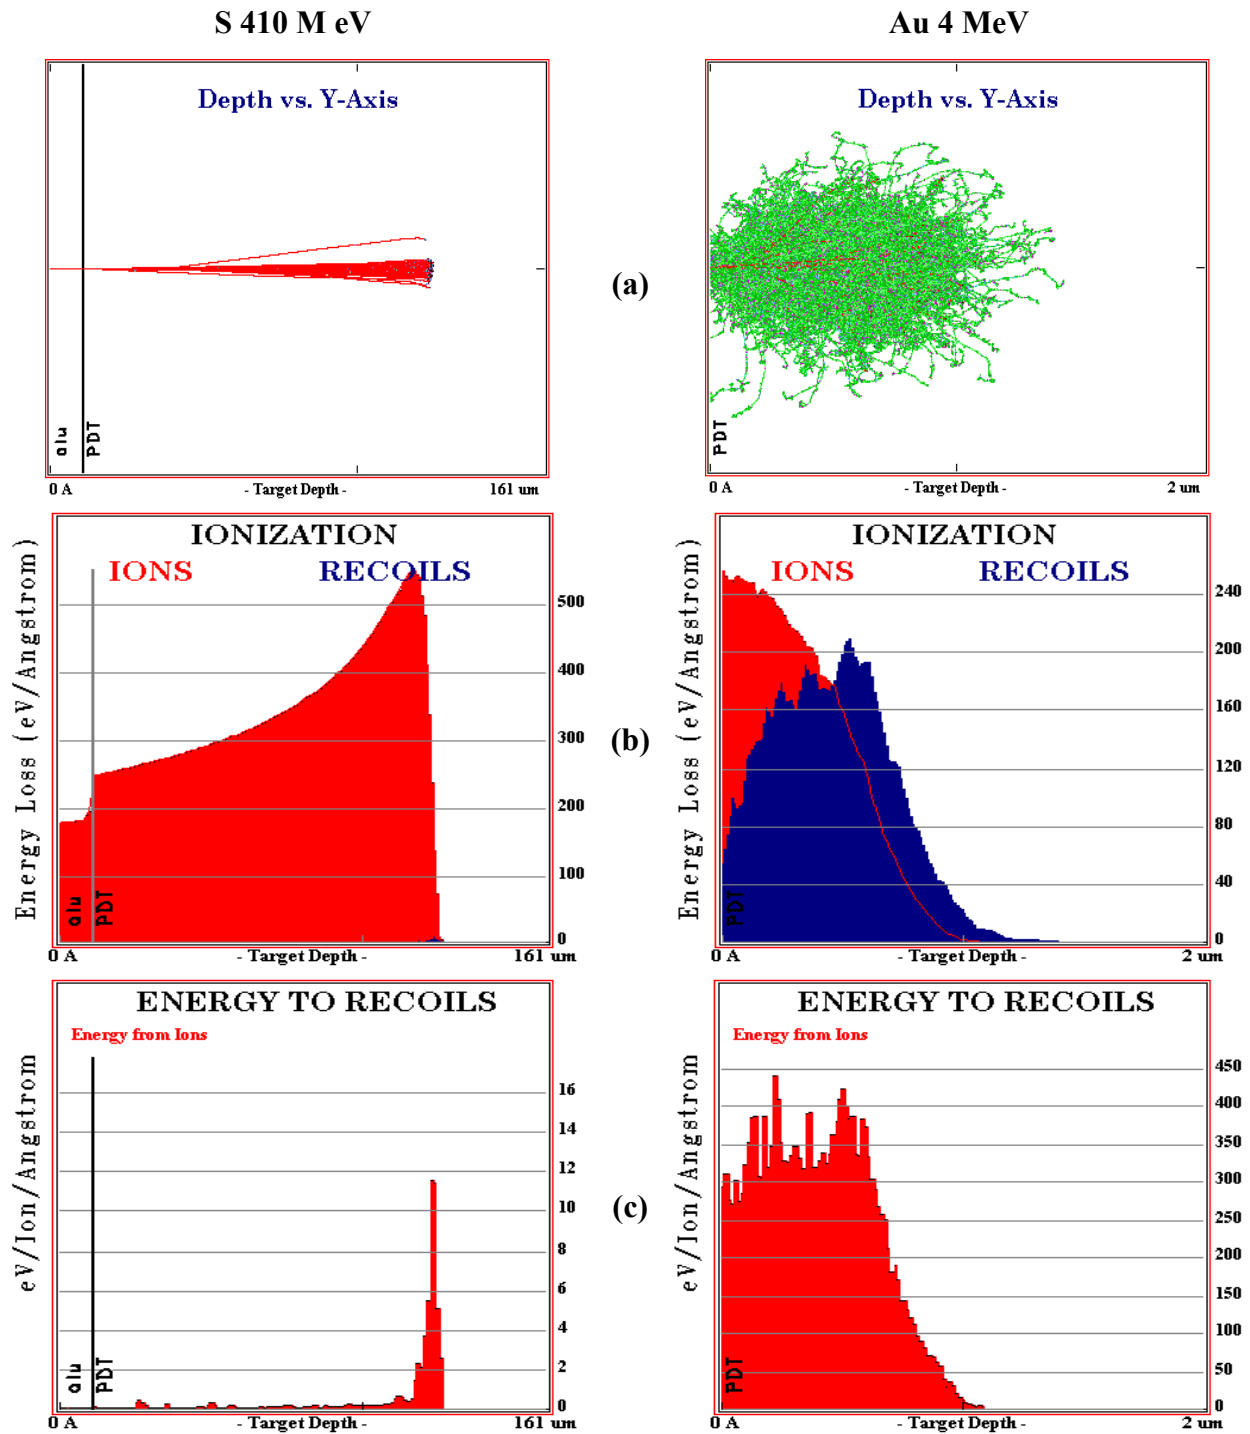 S 410 M eV
Au 4 MeV
Depth vs. Y-Axis
alu
PDT
0 A
- Target Depth -
161 um
(a)
Depth vs. Y-Axis
PDT
0 A
- Target Depth -
2 um
IONIZATION
IONS
RECOILS
Energy Loss (eV/Angstrom)
500
400
300
200
100
0
alu
PDT
0 A
- Target Depth -
161 um
(b)
IONIZATION
IONS
RECOILS
Energy Loss (eV/Angstrom)
240
200
160
120
80
40
0
PDT
0 A
- Target Depth -
2 um
ENERGY TO RECOILS
Energy from Ions
eV/Ion/Angstrom
16
14
12
10
8
6
4
2
0
alu
PDT
0 A
- Target Depth -
161 um
(c)
ENERGY TO RECOILS
Energy from Ions
eV/Ion/Angstrom
450
400
350
300
250
200
150
100
50
0
PDT
0 A
- Target Depth -
2 um